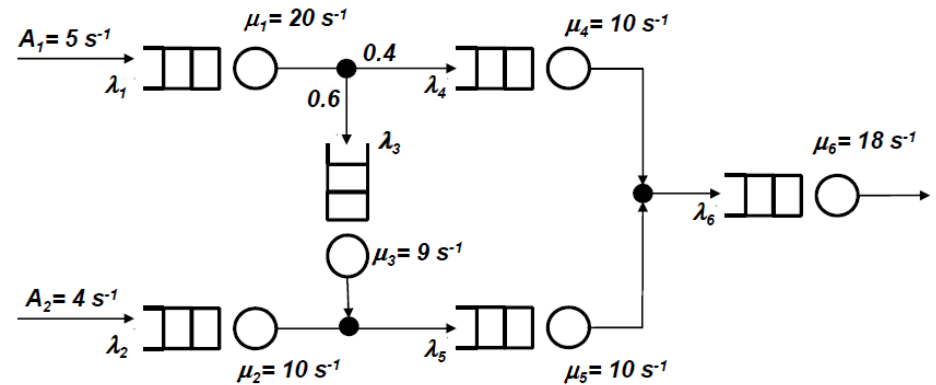 A₁= 5 s⁻¹
μ₁= 20 s⁻¹
μ₄= 10 s⁻¹
0.4
λ₁
0.6
λ₄
λ₃
μ₆= 18 s⁻¹
λ₆
μ₃= 9 s⁻¹
A₂= 4 s⁻¹
λ₂
λ₅
μ₂= 10 s⁻¹
μ₅= 10 s⁻¹